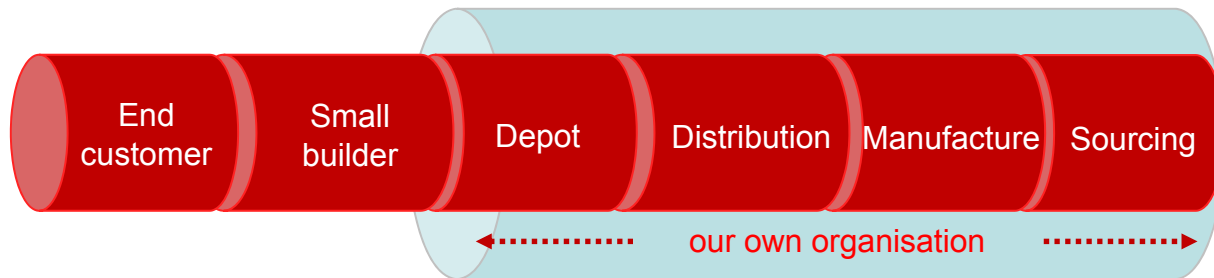 End
customer
Small
builder
Depot
Distribution
Manufacture
Sourcing
our own organisation